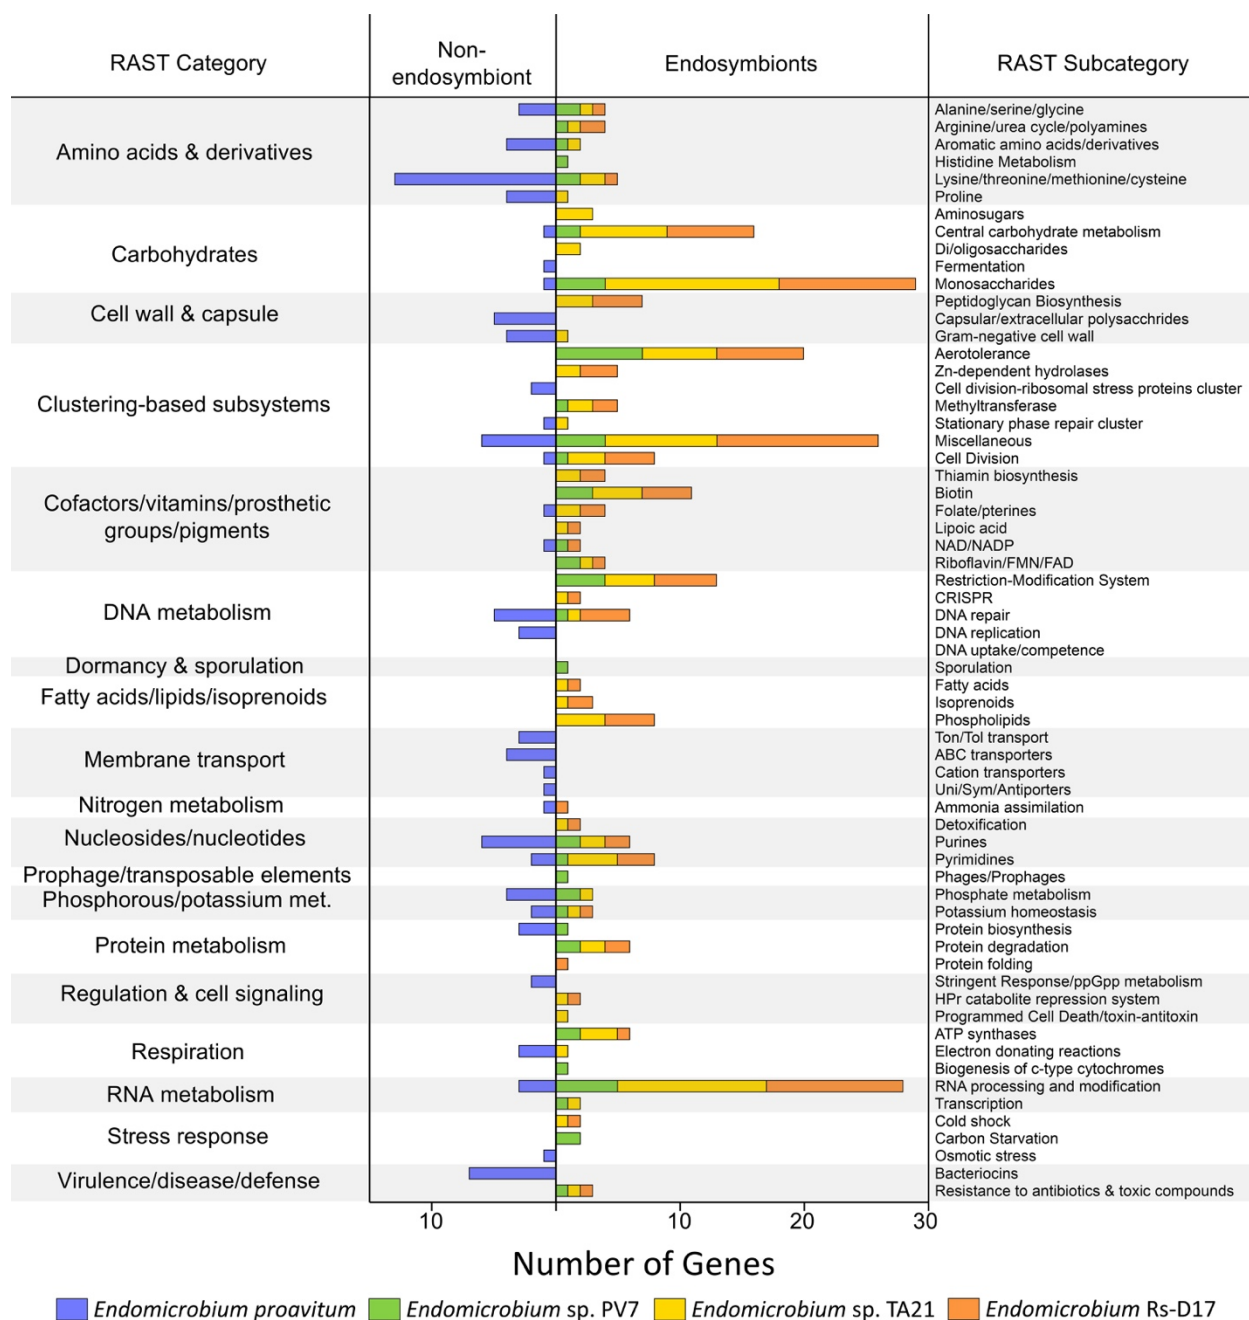 RAST Category
Non-
endosymbiont
Endosymbionts
RAST Subcategory
Amino acids & derivatives
Alanine/serine/glycine
Arginine/urea cycle/polyamines
Aromatic amino acids/derivatives
Histidine Metabolism
Lysine/threonine/methionine/cysteine
Proline
Carbohydrates
Aminosugars
Central carbohydrate metabolism
Di/oligosaccharides
Fermentation
Monosaccharides
Cell wall & capsule
Peptidoglycan Biosynthesis
Capsular/extracellular polysacchrides
Gram-negative cell wall
Clustering-based subsystems
Aerotolerance
Zn-dependent hydrolases
Cell division-ribosomal stress proteins cluster
Methyltransferase
Stationary phase repair cluster
Miscellaneous
Cell Division
Cofactors/vitamins/prosthetic
groups/pigments
Thiamin biosynthesis
Biotin
Folate/pterines
Lipoic acid
NAD/NADP
Riboflavin/FMN/FAD
DNA metabolism
Restriction-Modification System
CRISPR
DNA repair
DNA replication
DNA uptake/competence
Dormancy & sporulation
Sporulation
Fatty acids/lipids/isoprenoids
Fatty acids
Isoprenoids
Phospholipids
Membrane transport
Ton/Tol transport
ABC transporters
Cation transporters
Uni/Sym/Antiporters
Nitrogen metabolism
Ammonia assimilation
Nucleosides/nucleotides
Detoxification
Purines
Pyrimidines
Prophage/transposable elements
Phages/Prophages
Phosphorous/potassium met.
Phosphate metabolism
Potassium homeostasis
Protein metabolism
Protein biosynthesis
Protein degradation
Protein folding
Regulation & cell signaling
Stringent Response/ppGpp metabolism
HPr catabolite repression system
Programmed Cell Death/toxin-antitoxin
Respiration
ATP synthases
Electron donating reactions
Biogenesis of c-type cytochromes
RNA metabolism
RNA processing and modification
Transcription
Stress response
Cold shock
Carbon Starvation
Osmotic stress
Virulence/disease/defense
Bacteriocins
Resistance to antibiotics & toxic compounds
10 10 20 30
Number of Genes
Endomicrobium proavitum Endomicrobium sp. PV7 Endomicrobium sp. TA21 Endomicrobium Rs-D17